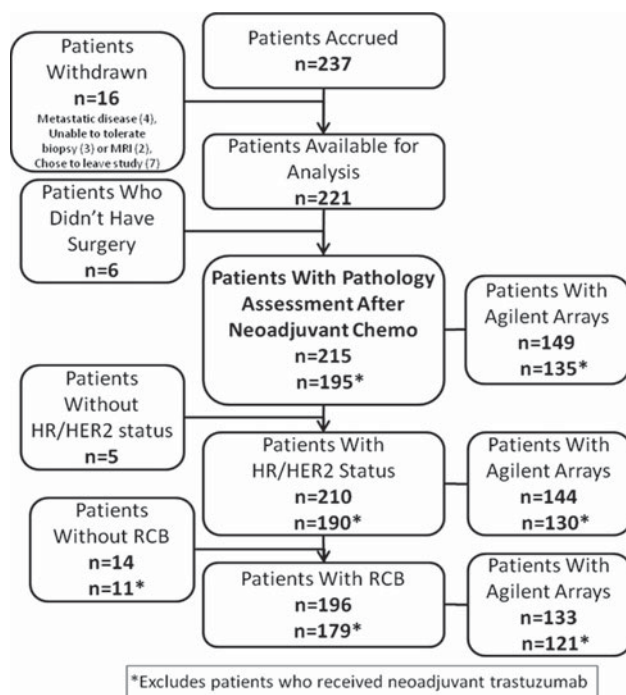 Patients Accrued
n=237
Patients
Withdrawn
n=16
Metastatic disease (4),
Unable to tolerate
biopsy (3) or MRI (2),
Chose to leave study (7)
Patients Available for
Analysis
n=221
Patients Who
Didn't Have
Surgery
n=6
Patients With Pathology
Assessment After
Neoadjuvant Chemo
n=215
n=195*
Patients With
Agilent Arrays
n=149
n=135*
Patients
Without
HR/HER2 status
n=5
Patients With
HR/HER2 Status
n=210
n=190*
Patients With
Agilent Arrays
n=144
n=130*
Patients
Without RCB
n=14
n=11*
Patients With RCB
n=196
n=179*
Patients With
Agilent Arrays
n=133
n=121*
*Excludes patients who received neoadjuvant trastuzumab